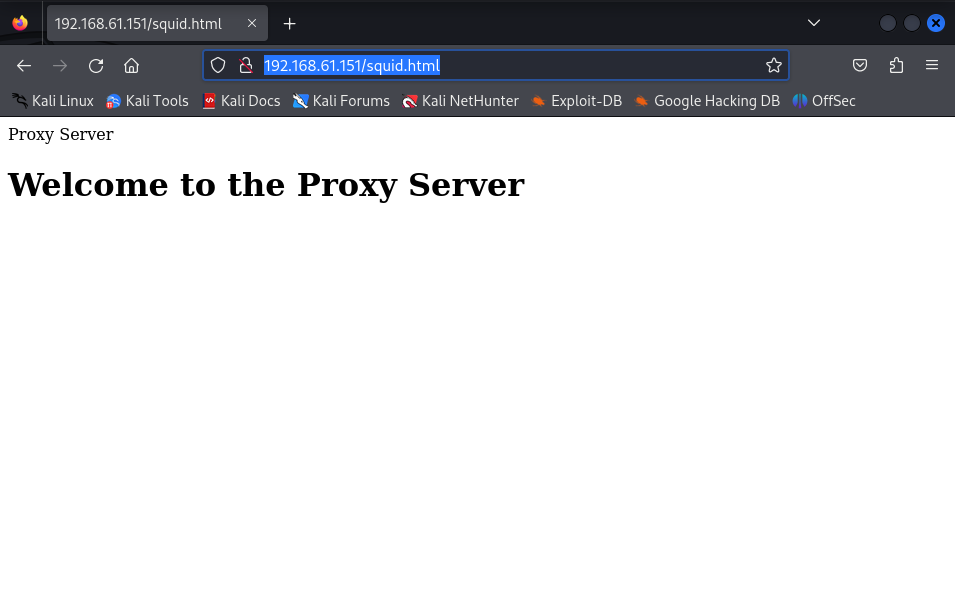 192.168.61.151/squid.html
192.168.61.151/squid.html
Kali Linux Kali Tools Kali Docs Kali Forums Kali NetHunter Exploit-DB Google Hacking DB OffSec
Proxy Server
Welcome to the Proxy Server